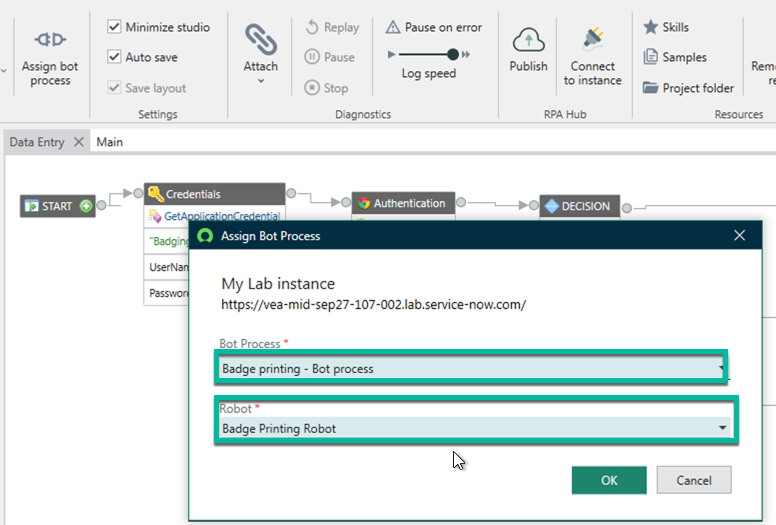 Assign bot
process
Minimize studio
Auto save
Save layout
Settings
Attach
Replay
Pause
Stop
Pause on error
Log speed
Diagnostics
Publish
Connect
to instance
RPA Hub
Skills
Samples
Project folder
Resources
Data Entry
Main
START
Credentials
GetApplicationCredential
"Badging
UserNam
Password
Authentication
DECISION
Assign Bot Process
My Lab instance
https://vea-mid-sep27-107-002.lab.service-now.com/
Bot Process *
Badge printing - Bot process
Robot *
Badge Printing Robot
OK
Cancel